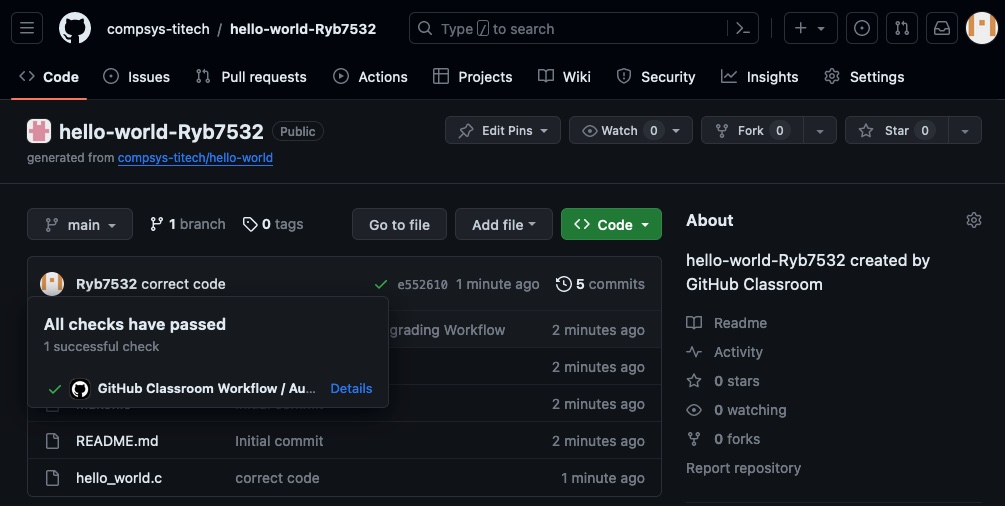 compsys-titech / hello-world-Ryb7532
Type / to search
Code Issues Pull requests Actions Projects Wiki Security Insights Settings
hello-world-Ryb7532 Public
Edit Pins Watch 0 Fork 0 Star 0
generated from compsys-titech/hello-world
main 1 branch 0 tags Go to file Add file Code
Ryb7532 correct code e552610 1 minute ago 5 commits
All checks have passed
1 successful check
GitHub Classroom Workflow / Au... Details
grading Workflow 2 minutes ago
2 minutes ago
2 minutes ago
README.md Initial commit 2 minutes ago
hello_world.c correct code 1 minute ago
About
hello-world-Ryb7532 created by
GitHub Classroom
Readme
Activity
0 stars
0 watching
0 forks
Report repository